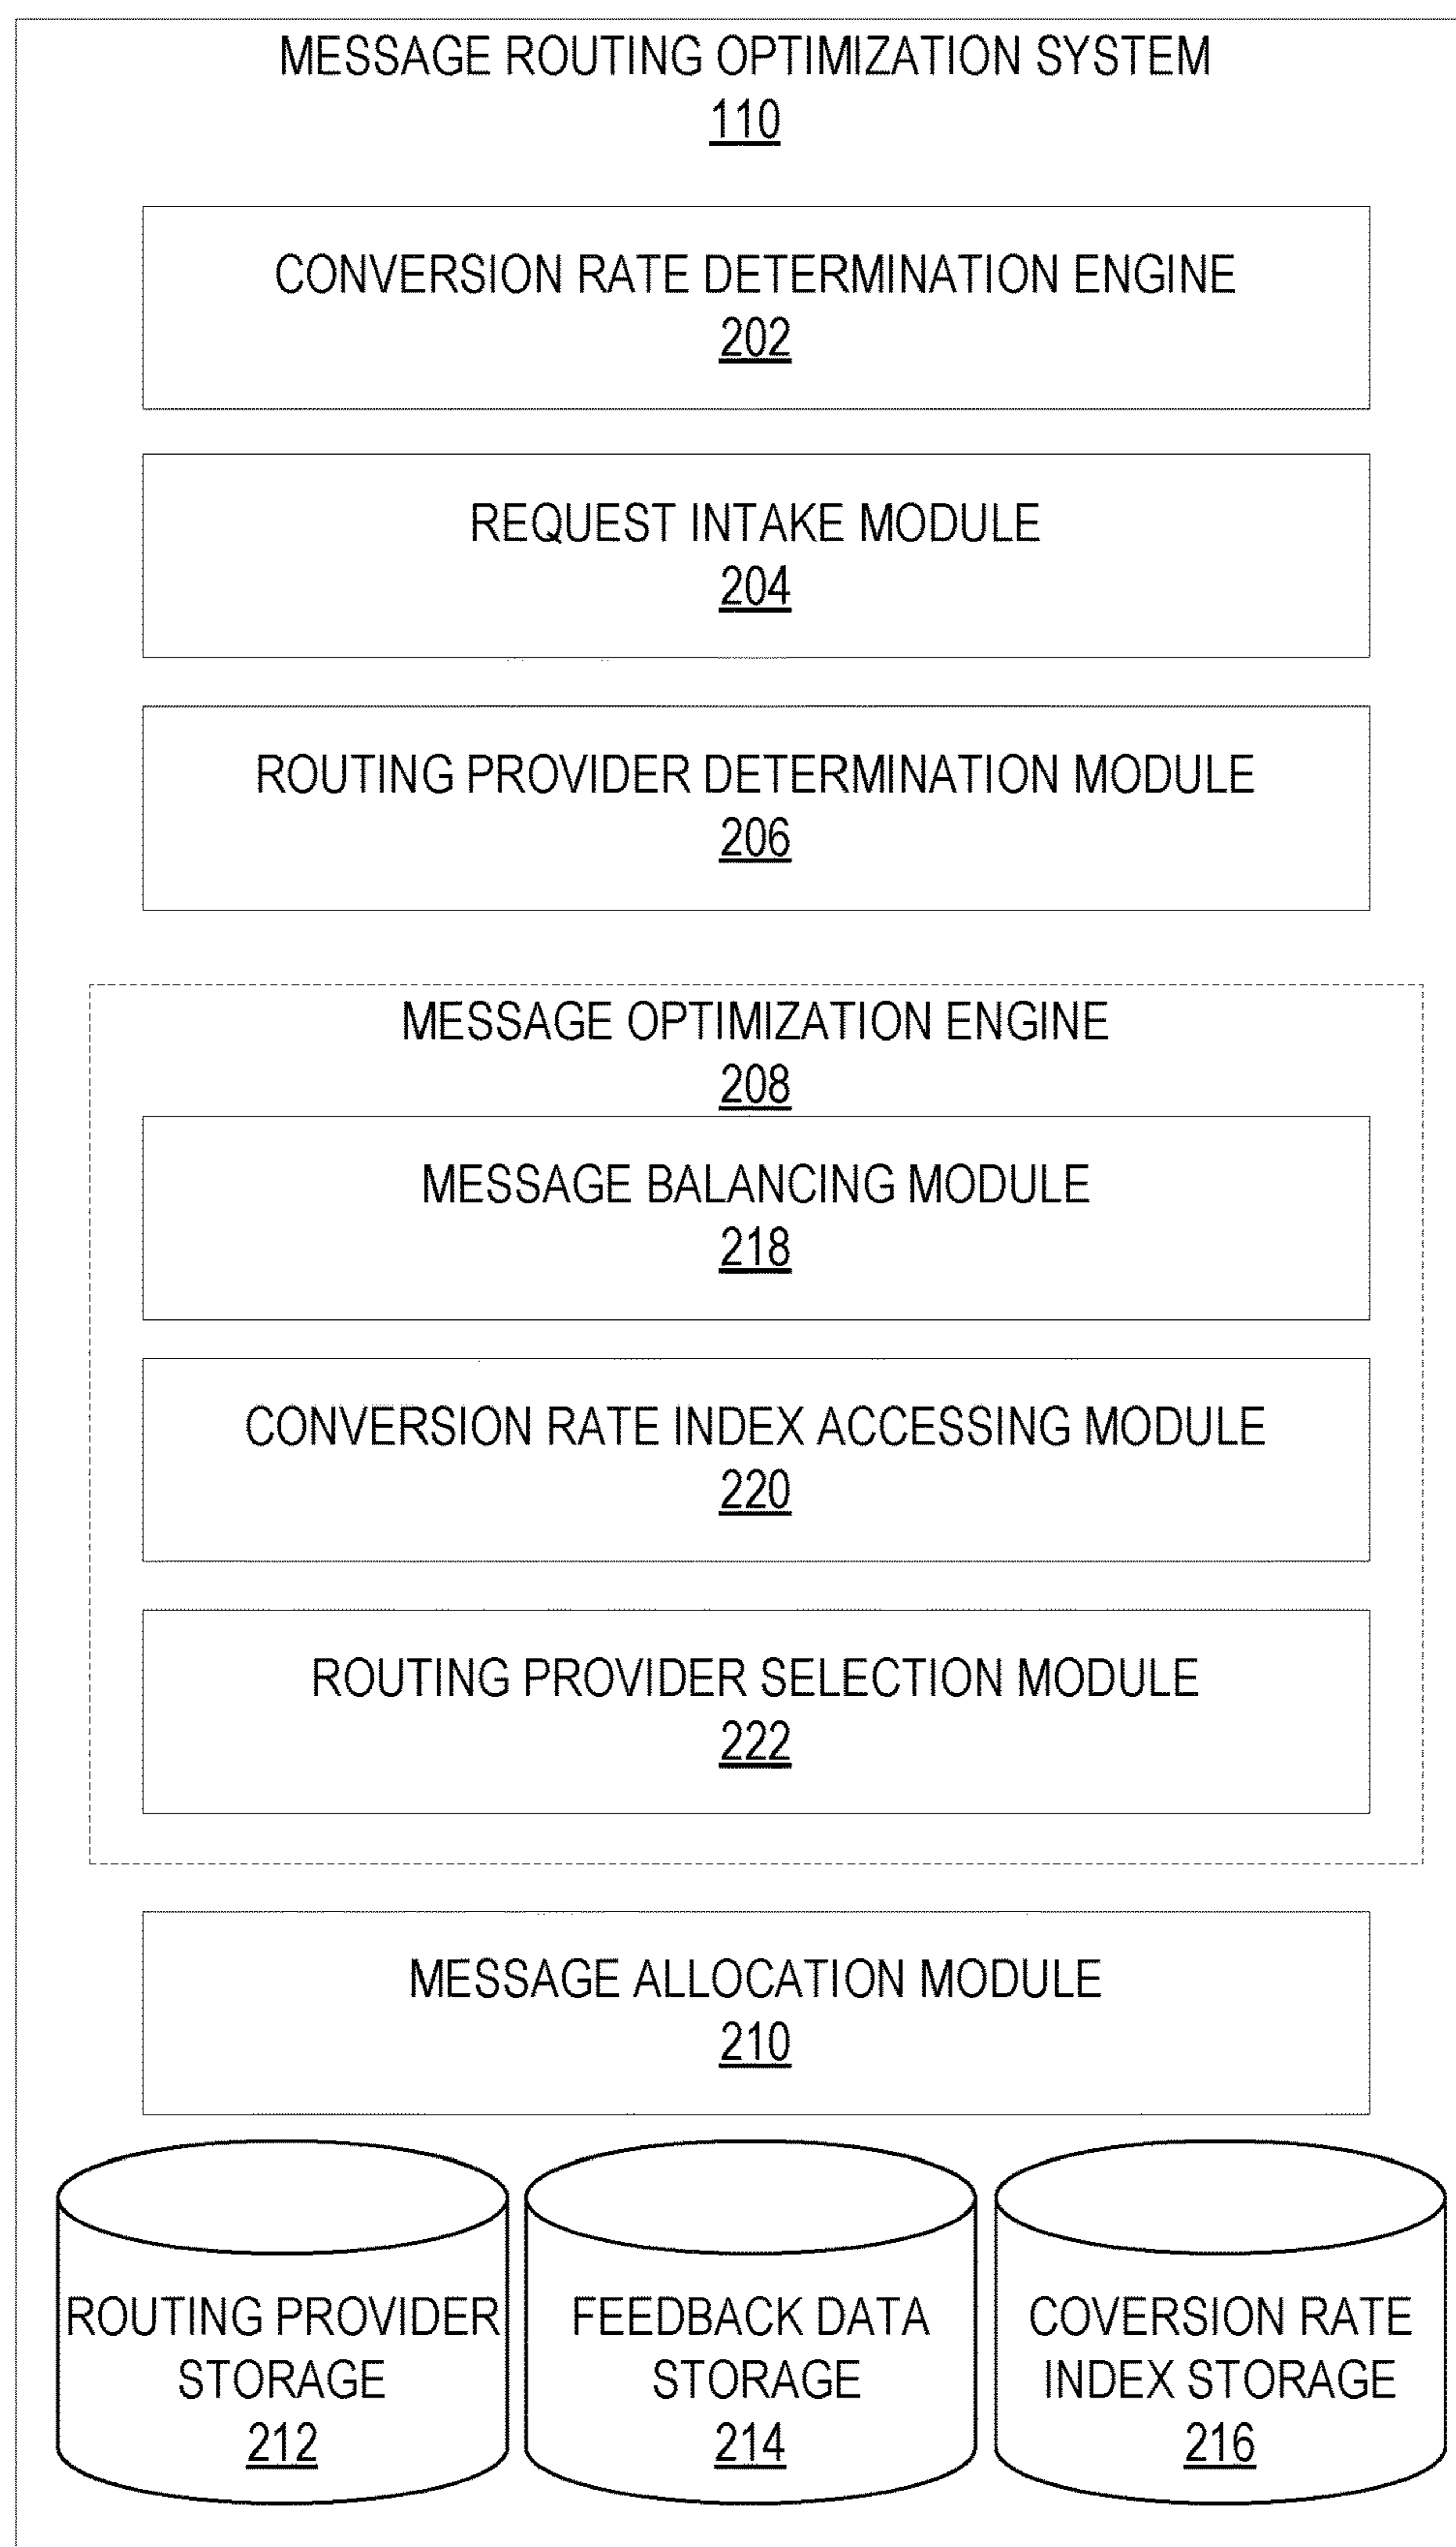 MESSAGE ROUTING OPTIMIZATION SYSTEM
110
CONVERSION RATE DETERMINATION ENGINE
202
REQUEST INTAKE MODULE
204
ROUTING PROVIDER DETERMINATION MODULE
206
MESSAGE OPTIMIZATION ENGINE
208
MESSAGE BALANCING MODULE
218
CONVERSION RATE INDEX ACCESSING MODULE
220
ROUTING PROVIDER SELECTION MODULE
222
MESSAGE ALLOCATION MODULE
210
ROUTING PROVIDER
STORAGE
212
FEEDBACK DATA
STORAGE
214
COVERSION RATE
INDEX STORAGE
216